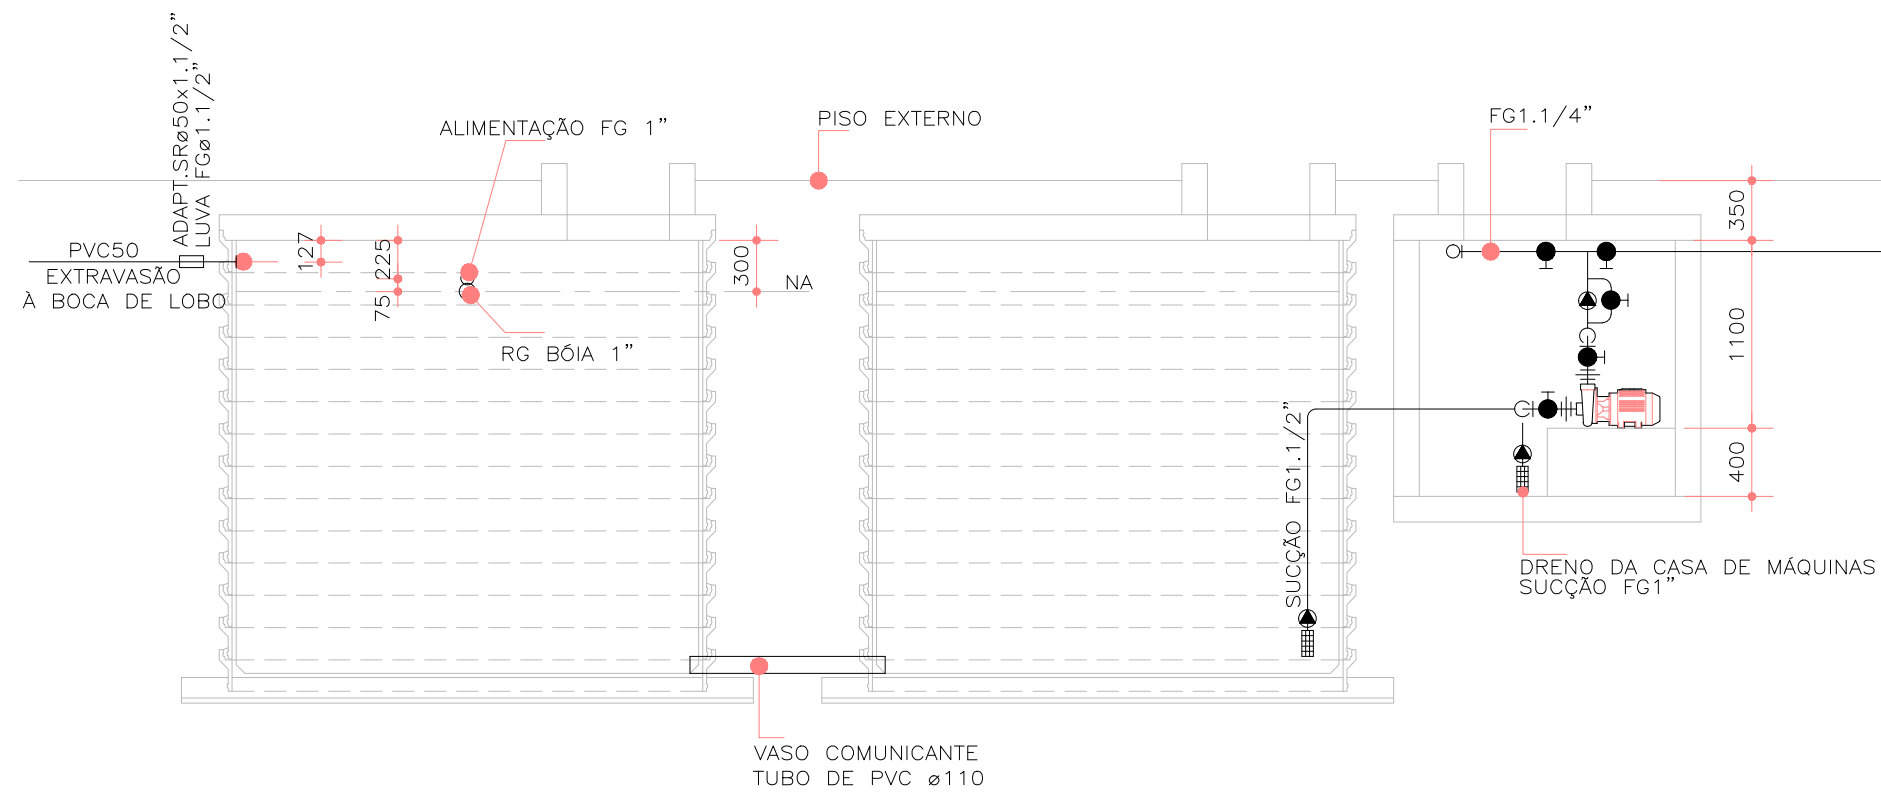 ADAPT.SRø50x1.1/2”
LUVA FGø1.1/2”
PVC50
EXTRAVASÃO
À BOCA DE LOBO
127
225
75
ALIMENTAÇÃO FG 1”
RG BÓIA 1”
300
NA
PISO EXTERNO
VASO COMUNICANTE
TUBO DE PVC ø110
SUCÇÃO FG1.1/2”
FG1.1/4”
350
1100
400
DRENO DA CASA DE MÁQUINAS
SUCÇÃO FG1”